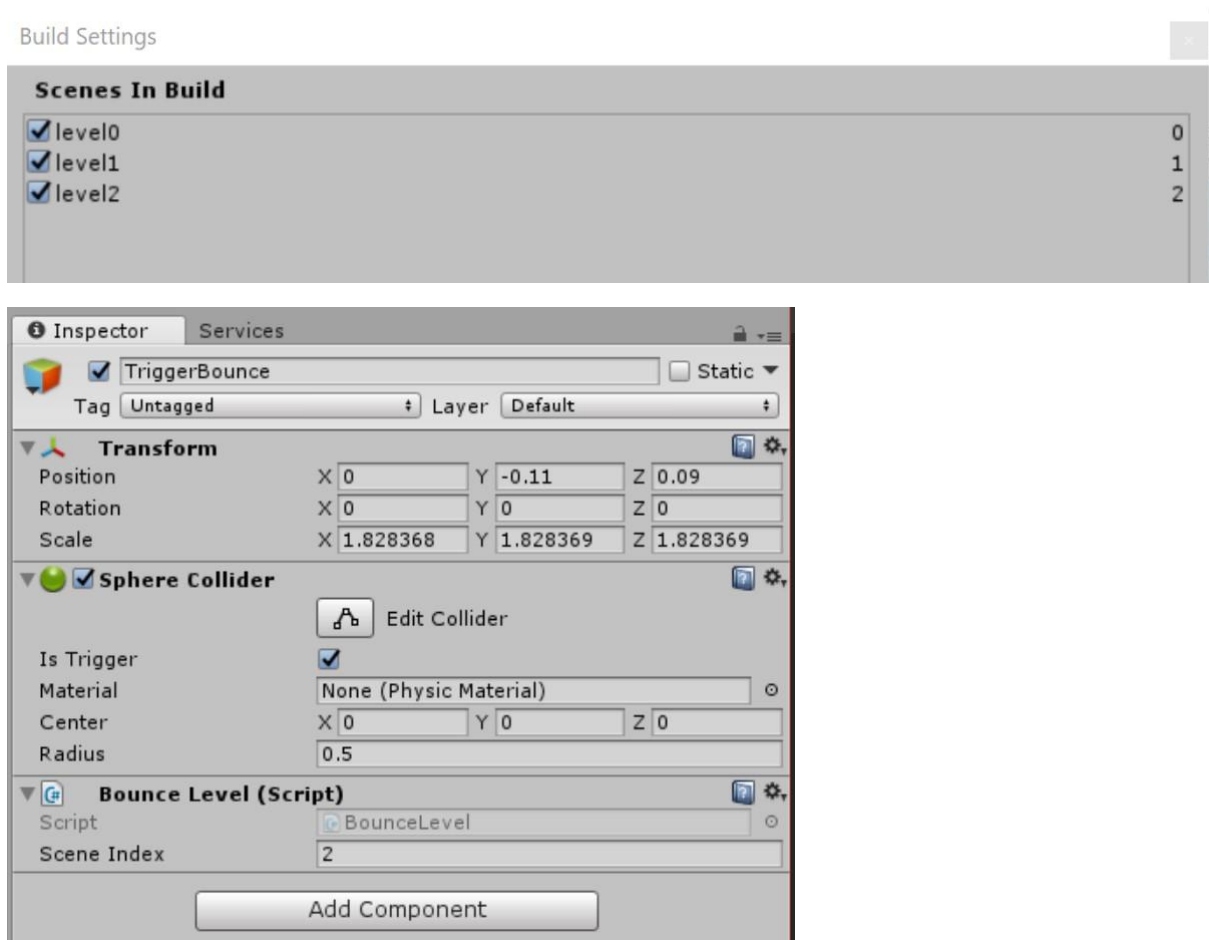 Build Settings
Scenes In Build
level0 0
level1 1
level2 2
Inspector Services
TriggerBounce Static
Tag Untagged Layer Default
Transform
Position X 0 Y -0.11 Z 0.09
Rotation X 0 Y 0 Z 0
Scale X 1.828368 Y 1.828369 Z 1.828369
Sphere Collider
Edit Collider
Is Trigger
Material None (Physic Material)
Center X 0 Y 0 Z 0
Radius 0.5
Bounce Level (Script)
Script BounceLevel
Scene Index 2
Add Component